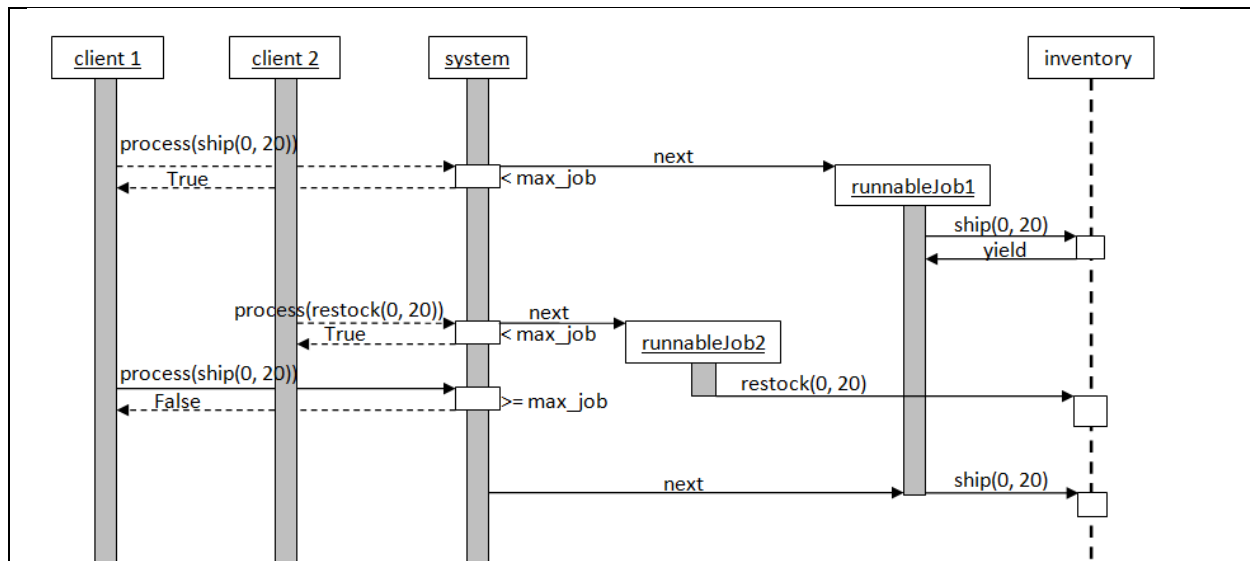 client 1
client 2
system
inventory
process(ship(0, 20))
next
True
< max_job
runnableJob1
ship(0, 20)
yield
process(restock(0, 20))
next
True
< max_job
runnableJob2
process(ship(0, 20))
restock(0, 20)
False
>= max_job
next
ship(0, 20)